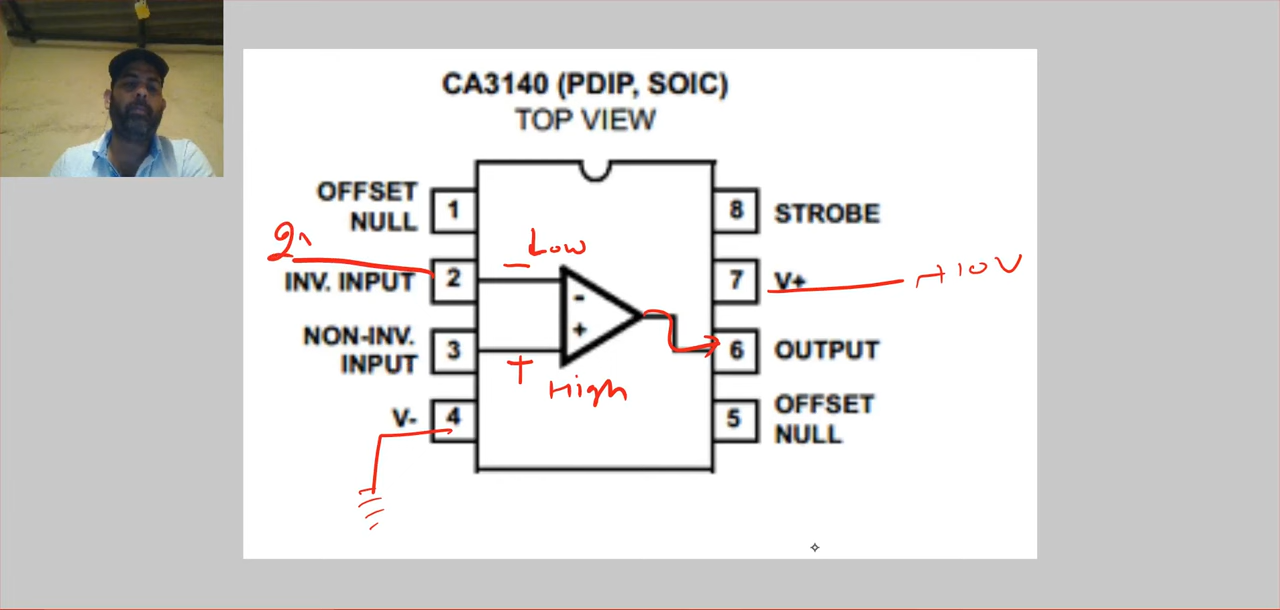 CA3140 (PDIP, SOIC)
TOP VIEW
OFFSET
NULL
1
8
STROBE
Low
INV. INPUT
2
- 
7
V+
+10V
NON-INV.
INPUT
3
+
6
OUTPUT
+
High
V-
4
5
OFFSET
NULL